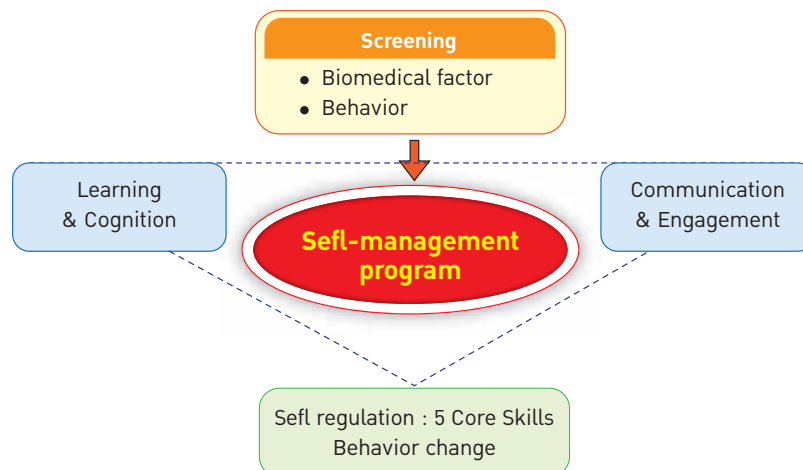 Screening
• Biomedical factor
• Behavior
Learning
& Cognition
Sefl-management
program
Communication
& Engagement
Sefl regulation : 5 Core Skills
Behavior change